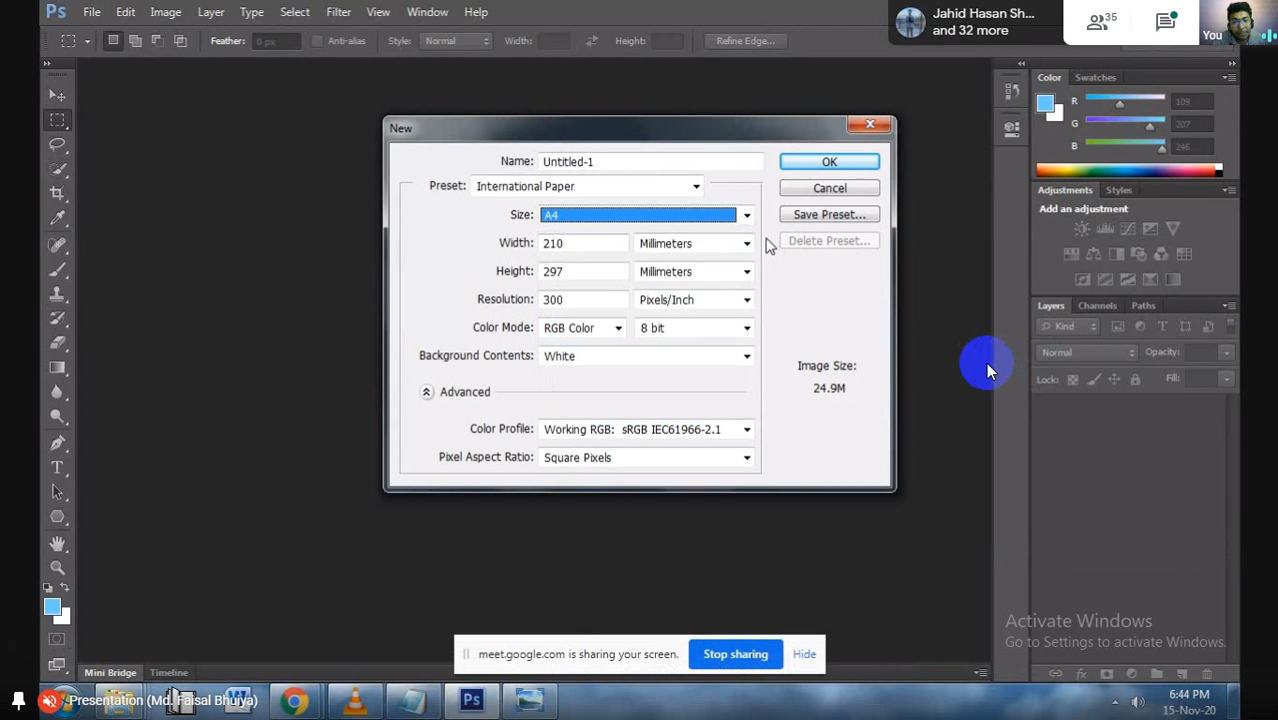 Ps File Edit Image Layer Type Select Filter View Window Help
Jahid Hasan Sh...
and 32 more
35
You
Feather: 0 px Anti-alias Style: Normal Width: Height: Refine Edge...
New
Name: Untitled-1 OK
Preset: International Paper Cancel
Size: A4 Save Preset...
Width: 210 Millimeters Delete Preset...
Height: 297 Millimeters
Resolution: 300 Pixels/Inch
Color Mode: RGB Color 8 bit
Background Contents: White
Image Size:
24.9M
Advanced
Color Profile: Working RGB: sRGB IEC61966-2.1
Pixel Aspect Ratio: Square Pixels
Color Swatches
R 109
G 207
B 246
Adjustments Styles
Add an adjustment
Layers Channels Paths
Kind
Normal Opacity:
Lock: Fill:
Activate Windows
Go to Settings to activate Windows.
meet.google.com is sharing your screen. Stop sharing Hide
Mini Bridge Timeline
Presentation (Md. Faisal Bhuiya)
Ps
6:44 PM
15-Nov-20